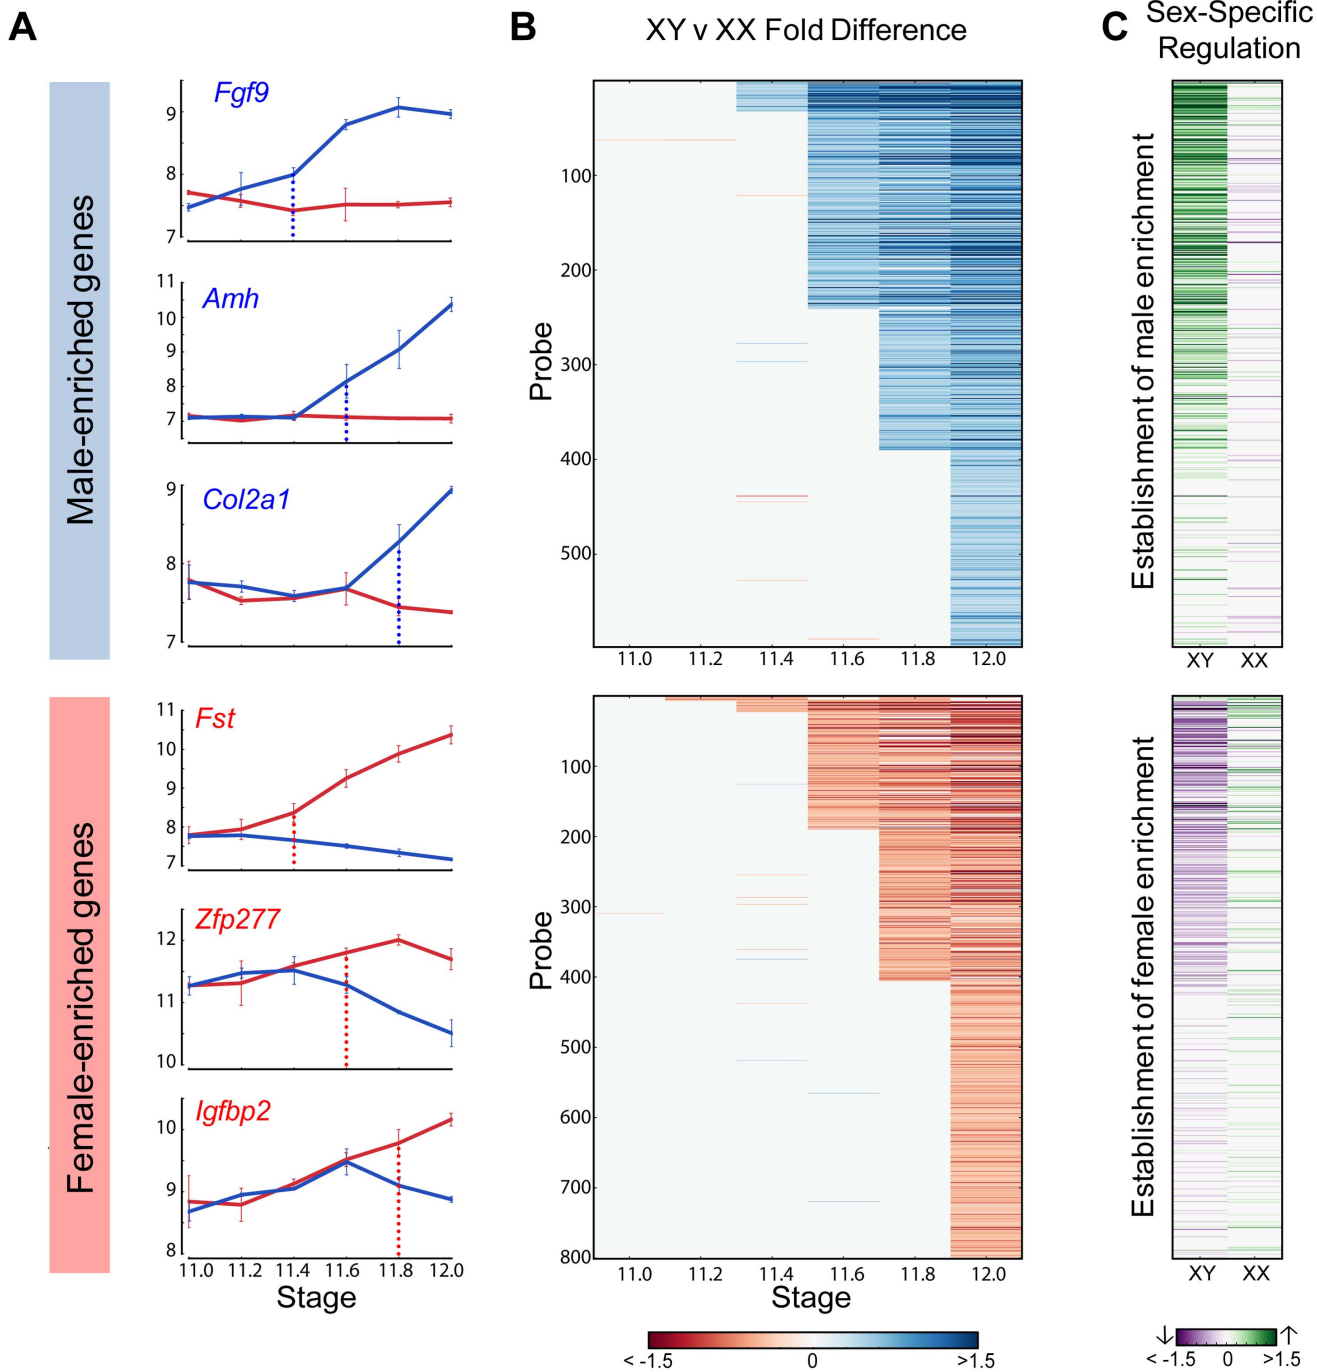 A
Male-enriched genes
Fgf9
9
8
7
Amh
11
10
9
8
7
Col2a1
9
8
7
Female-enriched genes
Fst
11
10
9
8
7
Zfp277
12
11
10
Igfbp2
10
9
8
11.0 11.2 11.4 11.6 11.8 12.0
Stage
B
XY v XX Fold Difference
Probe
100
200
300
400
500
11.0 11.2 11.4 11.6 11.8 12.0
Probe
100
200
300
400
500
600
700
800
11.0 11.2 11.4 11.6 11.8 12.0
Stage
< -1.5 0 >1.5
C
Sex-Specific
Regulation
Establishment of male enrichment
XY XX
Establishment of female enrichment
XY XX
↓ ↑
< -1.5 0 >1.5